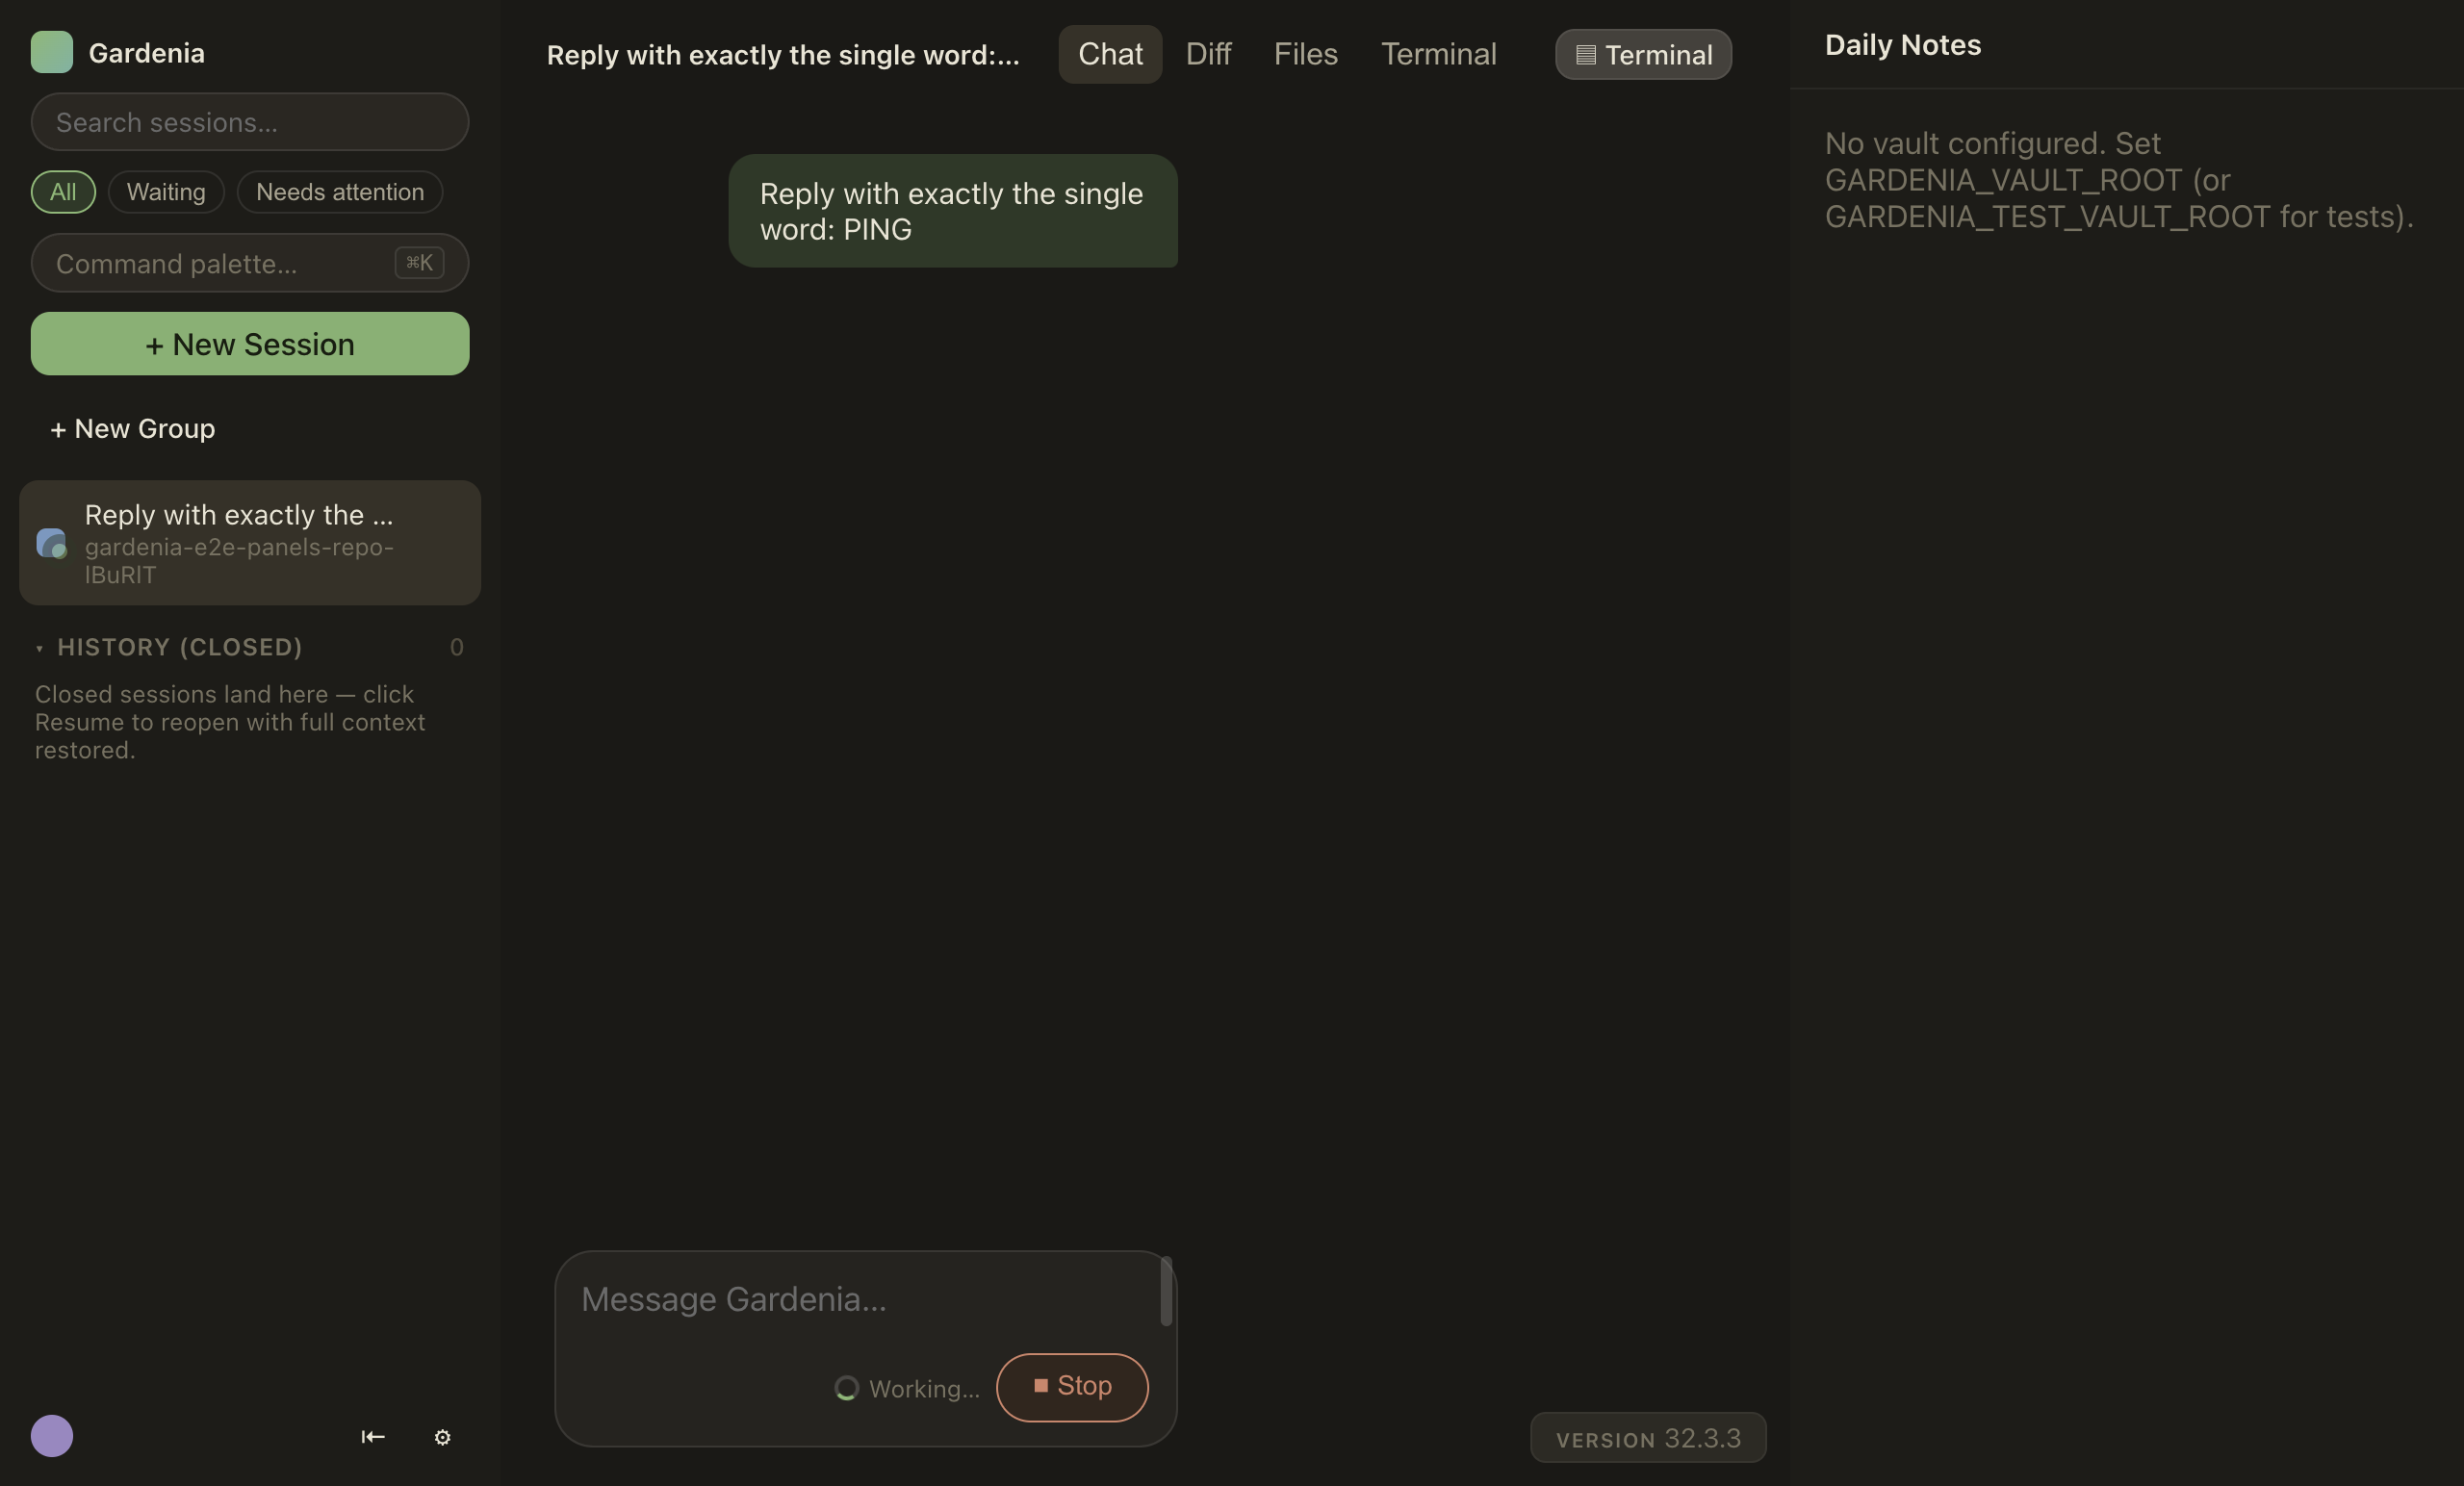 Gardenia
Search sessions...
All
Waiting
Needs attention
Command palette...
⌘K
+ New Session
+ New Group
Reply with exactly the ...
gardenia-e2e-panels-repo-
lBuRIT
▾ HISTORY (CLOSED) 0
Closed sessions land here — click
Resume to reopen with full context
restored.
Reply with exactly the single word:...
Chat
Diff
Files
Terminal
▤ Terminal
Reply with exactly the single
word: PING
Message Gardenia...
Working...
■ Stop
VERSION 32.3.3
Daily Notes
No vault configured. Set
GARDENIA_VAULT_ROOT (or
GARDENIA_TEST_VAULT_ROOT for tests).